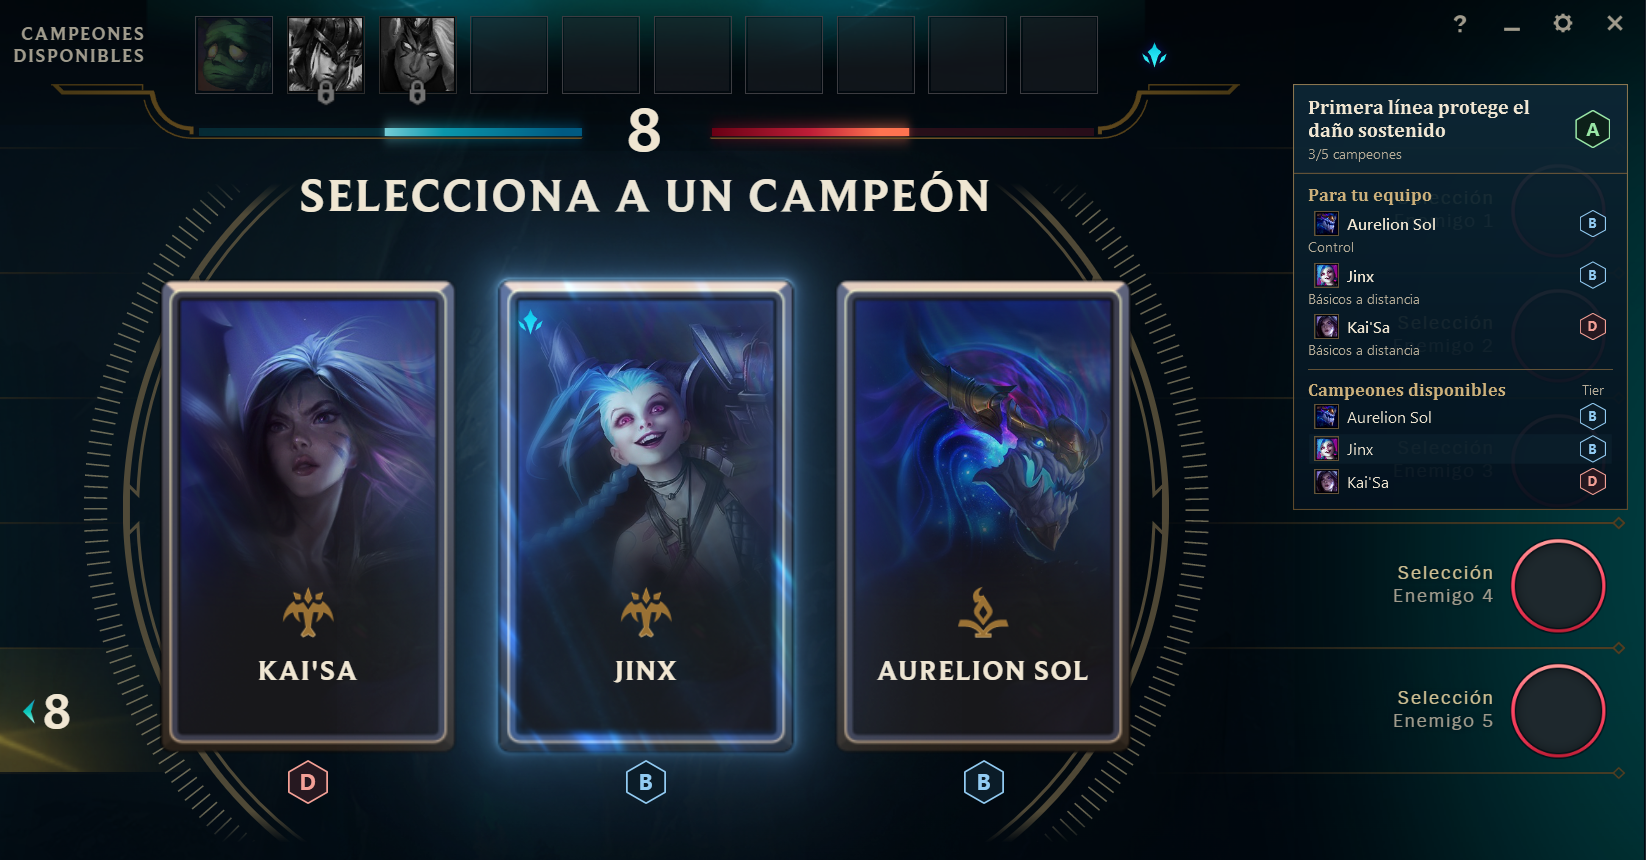 CAMPEONES
DISPONIBLES
8
SELECCIONA A UN CAMPEÓN
KAI'SA
D
JINX
B
AURELION SOL
B
8
?
Primera línea protege el
daño sostenido
A
3/5 campeones
Para tu equipo
Aurelion Sol
B
Control
Jinx
B
Básicos a distancia
Kai'Sa
D
Básicos a distancia
Campeones disponibles
Tier
Aurelion Sol
B
Jinx
B
Kai'Sa
D
Selección
Enemigo 4
Selección
Enemigo 5